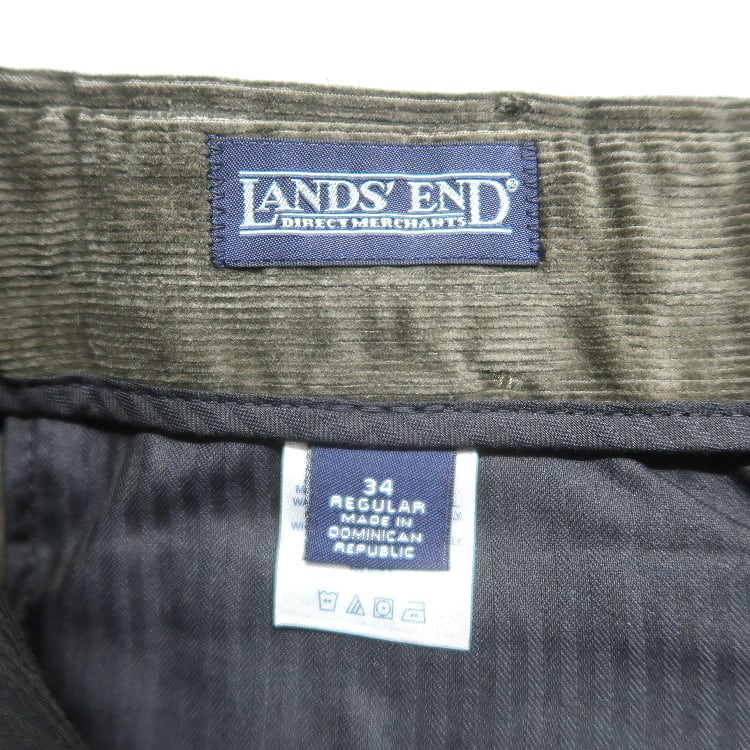 LANDS' END®
DIRECT MERCHANTS
34
REGULAR
MADE IN
DOMINICAN
REPUBLIC